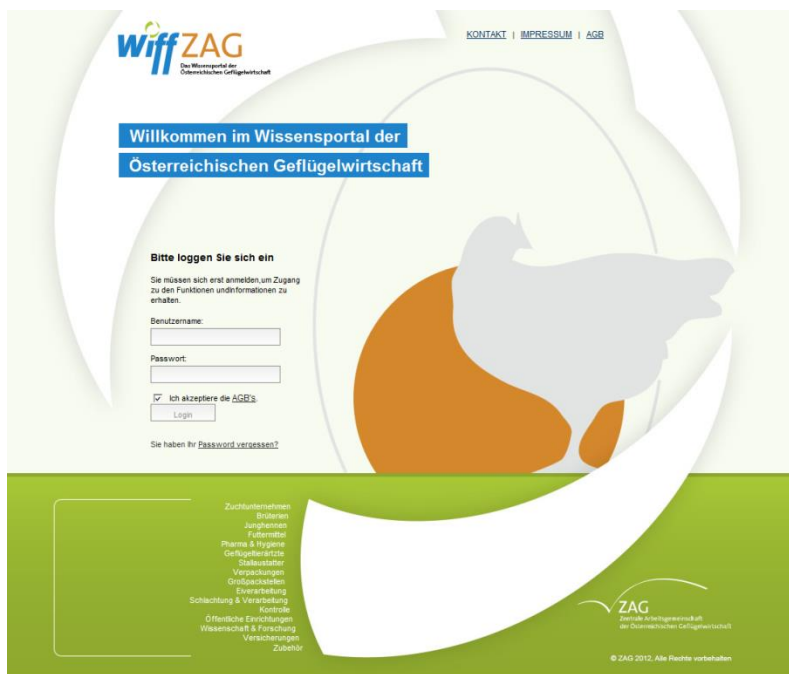 Wiff ZAG
Das Wissensportal der
Österreichischen Geflügelwirtschaft
KONTAKT | IMPRESSUM | AGB
Willkommen im Wissensportal der
Österreichischen Geflügelwirtschaft
Bitte loggen Sie sich ein
Sie müssen sich erst anmelden,um Zugang
zu den Funktionen undInformationen zu
erhalten.
Benutzername:
Passwort:
Ich akzeptiere die AGB's.
Login
Sie haben Ihr Password vergessen?
Zuchtunternehmen
Brüterien
Junghennen
Futtermittel
Pharma & Hygiene
Geflügeltierärtzte
Stallaustatter
Verpackungen
Großpackstellen
Eiverarbeitung
Schlachtung & Verarbeitung
Kontrolle
Öffentliche Einrichtungen
Wissenschaft & Forschung
Versicherungen
Zubehör
ZAG
Zentrale Arbeitsgemeinschaft
der Österreichischen Geflügelwirtschaft
© ZAG 2012, Alle Rechte vorbehalten